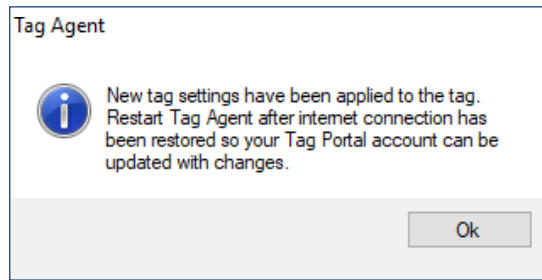 Tag Agent
New tag settings have been applied to the tag.
Restart Tag Agent after internet connection has
been restored so your Tag Portal account can be
updated with changes.
Ok